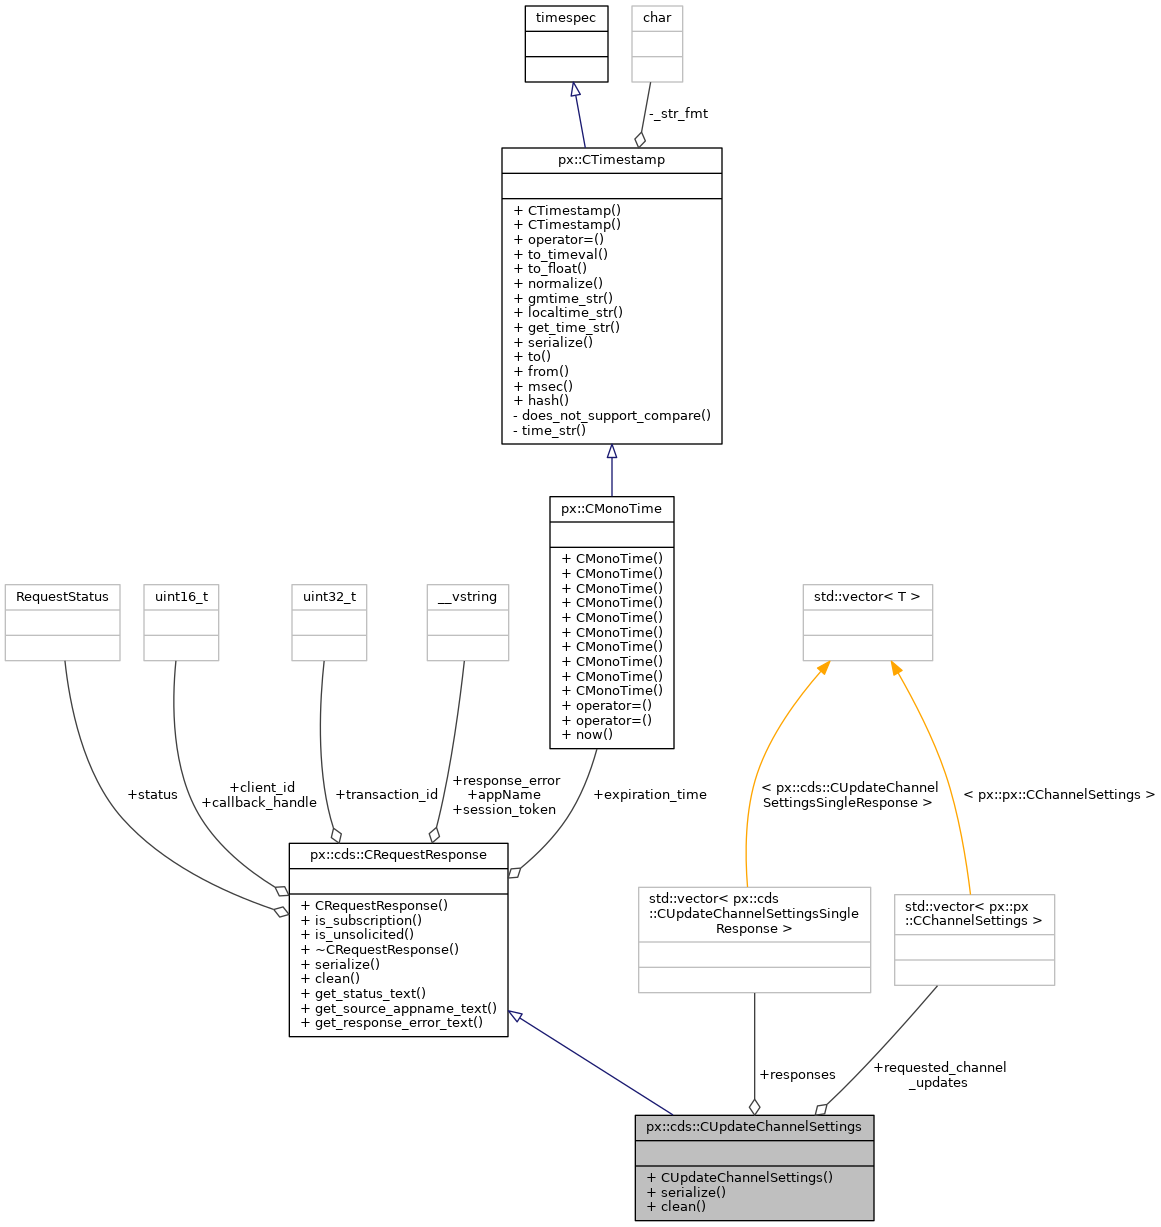 timespec
char
-_str_fmt
px::CTimestamp
+ CTimestamp()
+ CTimestamp()
+ operator=()
+ to_timeval()
+ to_float()
+ normalize()
+ gmtime_str()
+ localtime_str()
+ get_time_str()
+ serialize()
+ to()
+ from()
+ msec()
+ hash()
- does_not_support_compare()
- time_str()
px::CMonoTime
+ CMonoTime()
+ CMonoTime()
+ CMonoTime()
+ CMonoTime()
+ CMonoTime()
+ CMonoTime()
+ CMonoTime()
+ CMonoTime()
+ CMonoTime()
+ CMonoTime()
+ operator=()
+ operator=()
+ now()
RequestStatus
uint16_t
uint32_t
__vstring
std::vector< T >
+status
+client_id
+callback_handle
+transaction_id
+response_error
+appName
+session_token
+expiration_time
< px::cds::CUpdateChannel
SettingsSingleResponse >
< px::px::CChannelSettings >
px::cds::CRequestResponse
+ CRequestResponse()
+ is_subscription()
+ is_unsolicited()
+ ~CRequestResponse()
+ serialize()
+ clean()
+ get_status_text()
+ get_source_appname_text()
+ get_response_error_text()
std::vector< px::cds
::CUpdateChannelSettingsSingle
Response >
std::vector< px::px
::CChannelSettings >
+responses
+requested_channel
_updates
px::cds::CUpdateChannelSettings
+ CUpdateChannelSettings()
+ serialize()
+ clean()